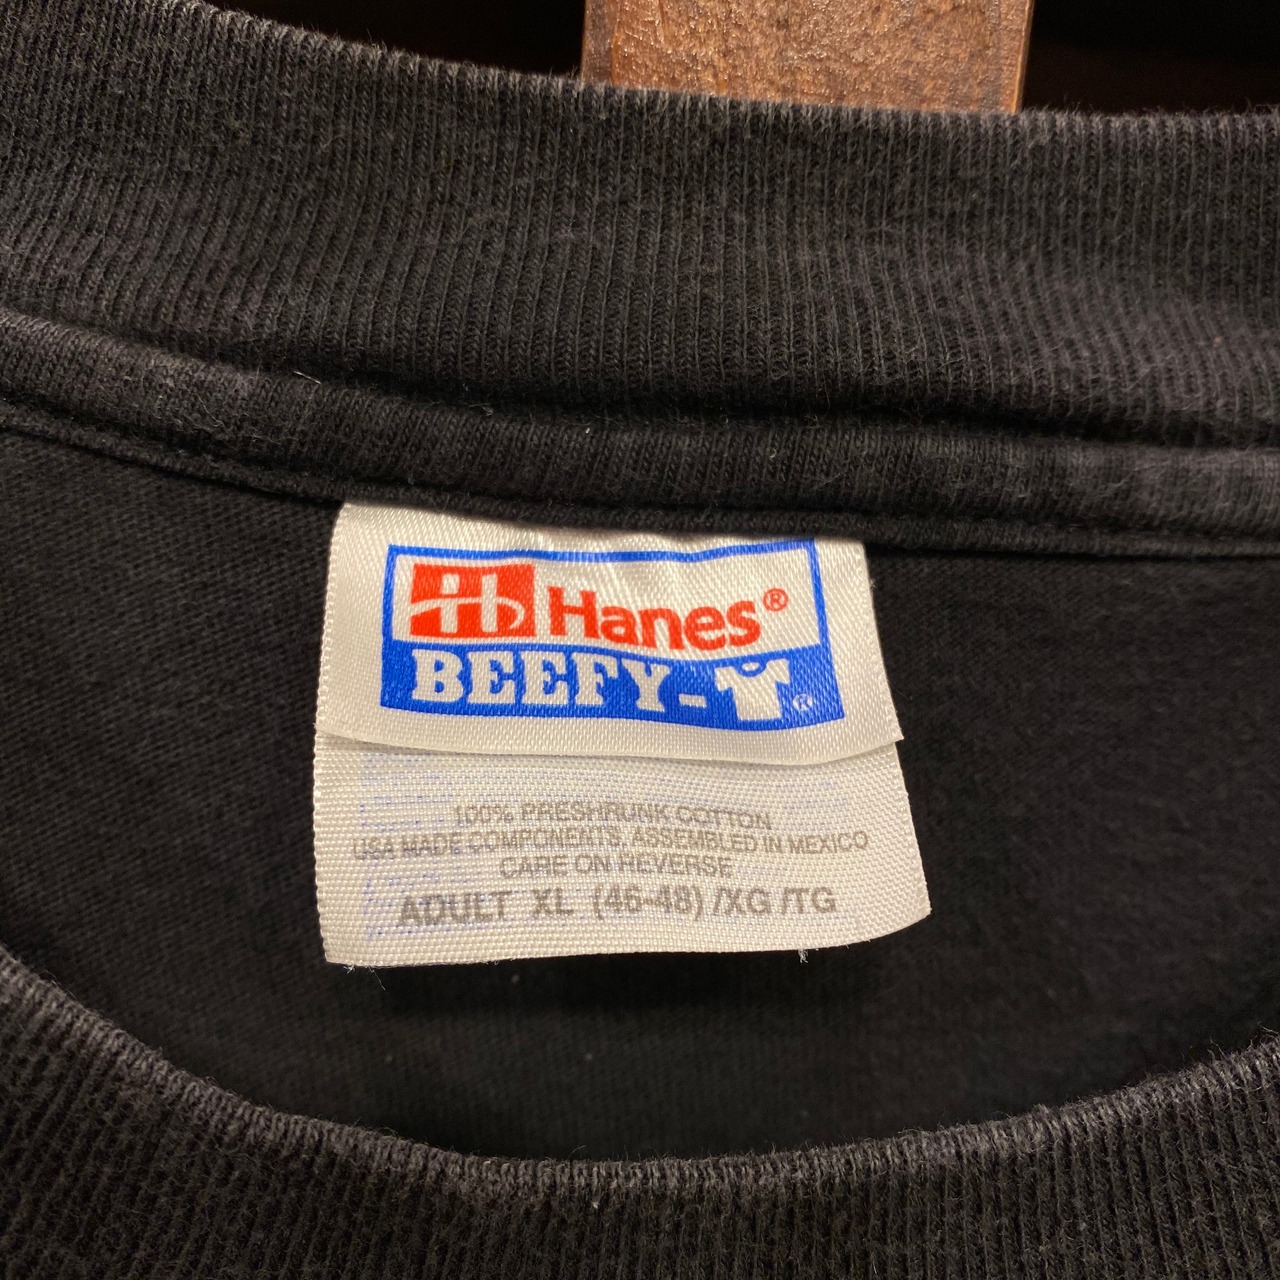 Hanes®
BEEFY-T®
100% PRESHRUNK COTTON
USA MADE COMPONENTS, ASSEMBLED IN MEXICO
CARE ON REVERSE
ADULT XL (46-48) /XG /TG